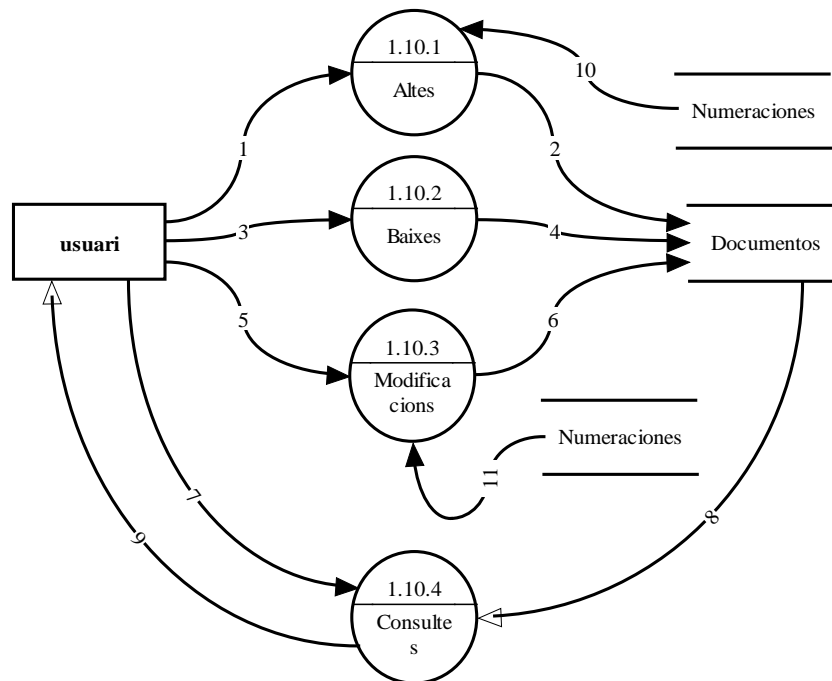 1.10.1
Altes
10
Numeraciones
1
2
1.10.2
Baixes
usuari
3
4
Documentos
5
6
1.10.3
Modifica
cions
Numeraciones
11
7
8
9
1.10.4
Consulte
s